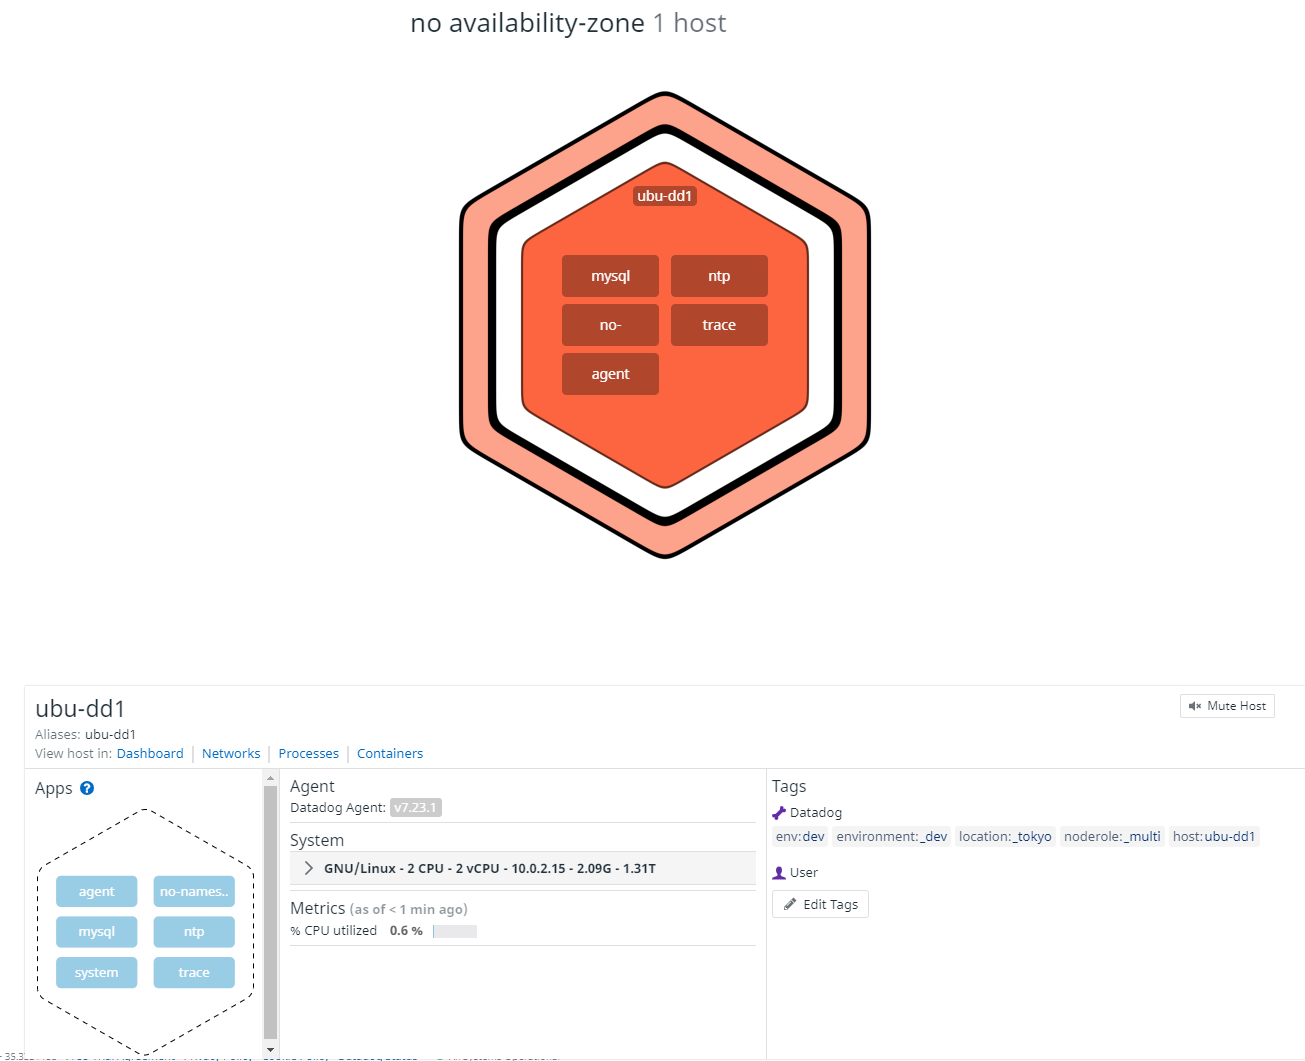 no availability-zone 1 host
ubu-dd1
mysql ntp
no- trace
agent
ubu-dd1
Mute Host
Aliases: ubu-dd1
View host in: Dashboard Networks Processes Containers
Apps ?
agent no-names..
mysql ntp
system trace
Agent
Datadog Agent: v7.23.1
System
GNU/Linux - 2 CPU - 2 vCPU - 10.0.2.15 - 2.09G - 1.31T
Metrics (as of < 1 min ago)
% CPU utilized 0.6 %
Tags
Datadog
env:dev environment:_dev location:_tokyo noderole:_multi host:ubu-dd1
User
Edit Tags